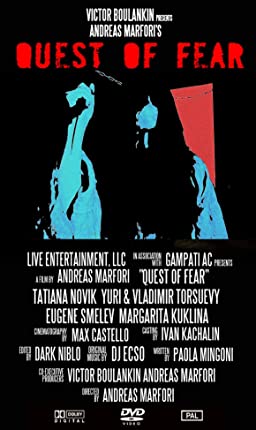 VICTOR BOULANKIN PRESENTS
ANDREAS MARFORI'S
QUEST OF FEAR
LIVE ENTERTAINMENT, LLC IN ASSOCIATION WITH GAMPATI AC PRESENTS
A FILM BY ANDREAS MARFORI "QUEST OF FEAR"
TATIANA NOVIK YURI & VLADIMIR TORSUEVY
EUGENE SMELEV MARGARITA KUKLINA
CINEMATOGRAPHY BY MAX CASTELLO CASTING BY IVAN KACHALIN
EDITED BY DARK NIBLO ORIGINAL MUSIC BY DJ ECSO WRITTEN BY PAOLA MINGONI
CO-EXECUTIVE PRODUCERS VICTOR BOULANKIN ANDREAS MARFORI
DIRECTED BY ANDREAS MARFORI
DOLBY DIGITAL DVD VIDEO PAL